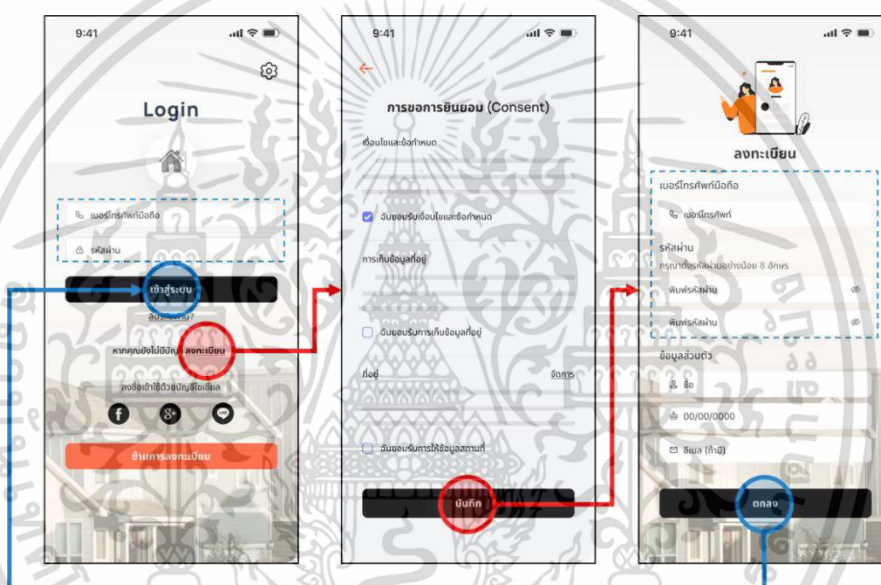 9:41
Login
เบอร์โทรศัพท์มือถือ
รหัสผ่าน
เข้าสู่ระบบ
ลืมรหัสผ่าน?
หากคุณยังไม่มีบัญชี ลงทะเบียน
ลงชื่อเข้าใช้ด้วยบัญชีโซเชียล
f
8+
LINE
ข้ามการลงทะเบียน
9:41
การขอการยินยอม (Consent)
เงื่อนไขและข้อกำหนด
ฉันยอมรับเงื่อนไขและข้อกำหนด
การเก็บข้อมูลที่อยู่
ฉันยอมรับการเก็บข้อมูลที่อยู่
ที่อยู่ จัดการ
ฉันยอมรับการให้ข้อมูลสถานที่
บันทึก
9:41
ลงทะเบียน
เบอร์โทรศัพท์มือถือ
เบอร์โทรศัพท์
รหัสผ่าน
กรุณาตั้งรหัสผ่านอย่างน้อย 8 อักษร
พิมพ์รหัสผ่าน
พิมพ์รหัสผ่าน
ข้อมูลส่วนตัว
ชื่อ
00/00/0000
อีเมล (ถ้ามี)
ตกลง